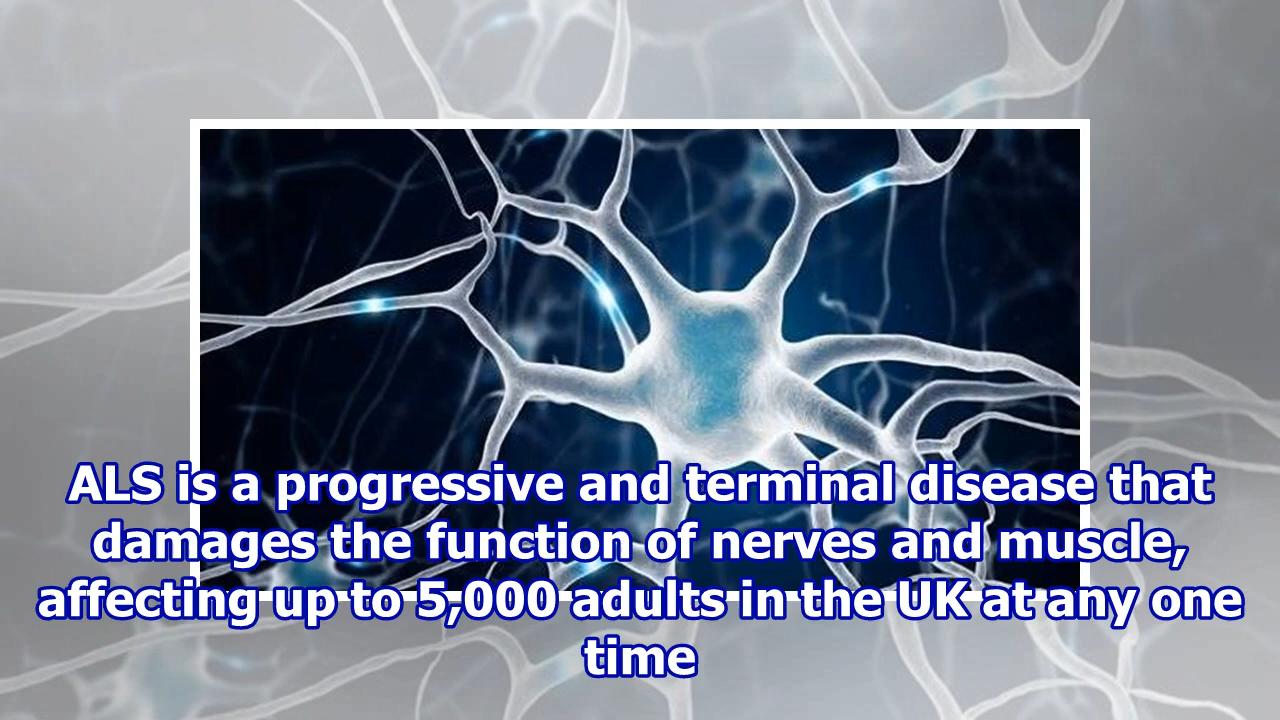 ALS is a progressive and terminal disease that
damages the function of nerves and muscle,
affecting up to 5,000 adults in the UK at any one
time